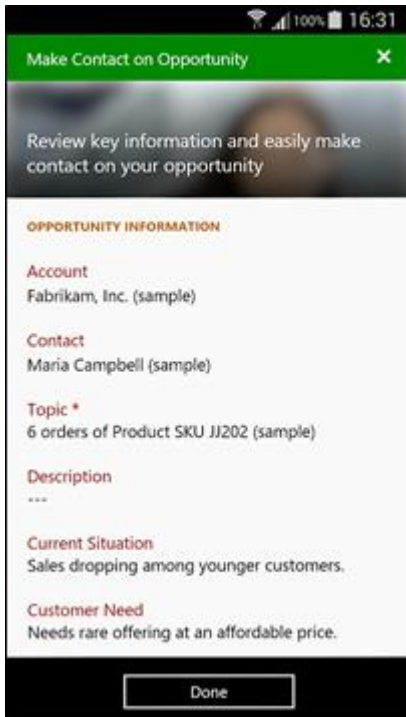 100% 16:31
Make Contact on Opportunity ×
Review key information and easily make
contact on your opportunity
OPPORTUNITY INFORMATION
Account
Fabrikam, Inc. (sample)
Contact
Maria Campbell (sample)
Topic *
6 orders of Product SKU JJ202 (sample)
Description
---
Current Situation
Sales dropping among younger customers.
Customer Need
Needs rare offering at an affordable price.
Done